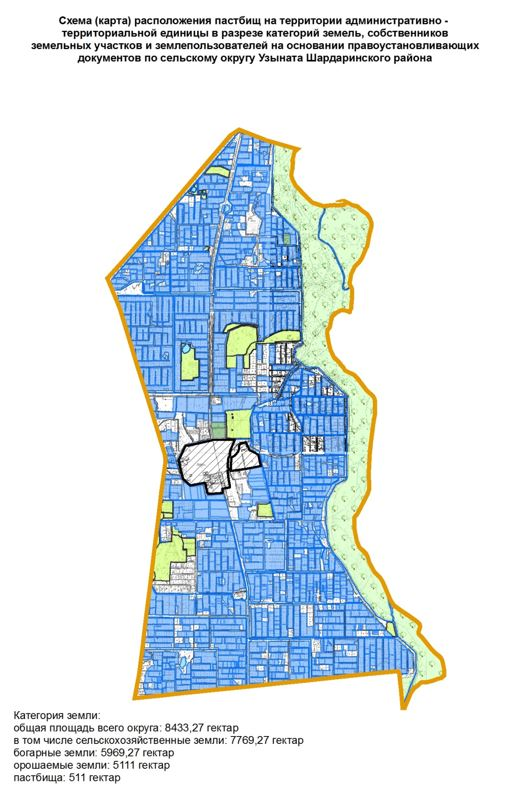 Схема (карта) расположения пастбищ на территории административно -
территориальной единицы в разрезе категорий земель, собственников
земельных участков и землепользователей на основании правоустановливающих
документов по сельскому округу Узыната Шардаринского района
Категория земли:
общая площадь всего округа: 8433,27 гектар
в том числе сельскохозяйственные земли: 7769,27 гектар
богарные земли: 5969,27 гектар
орошаемые земли: 5111 гектар
пастбища: 511 гектар